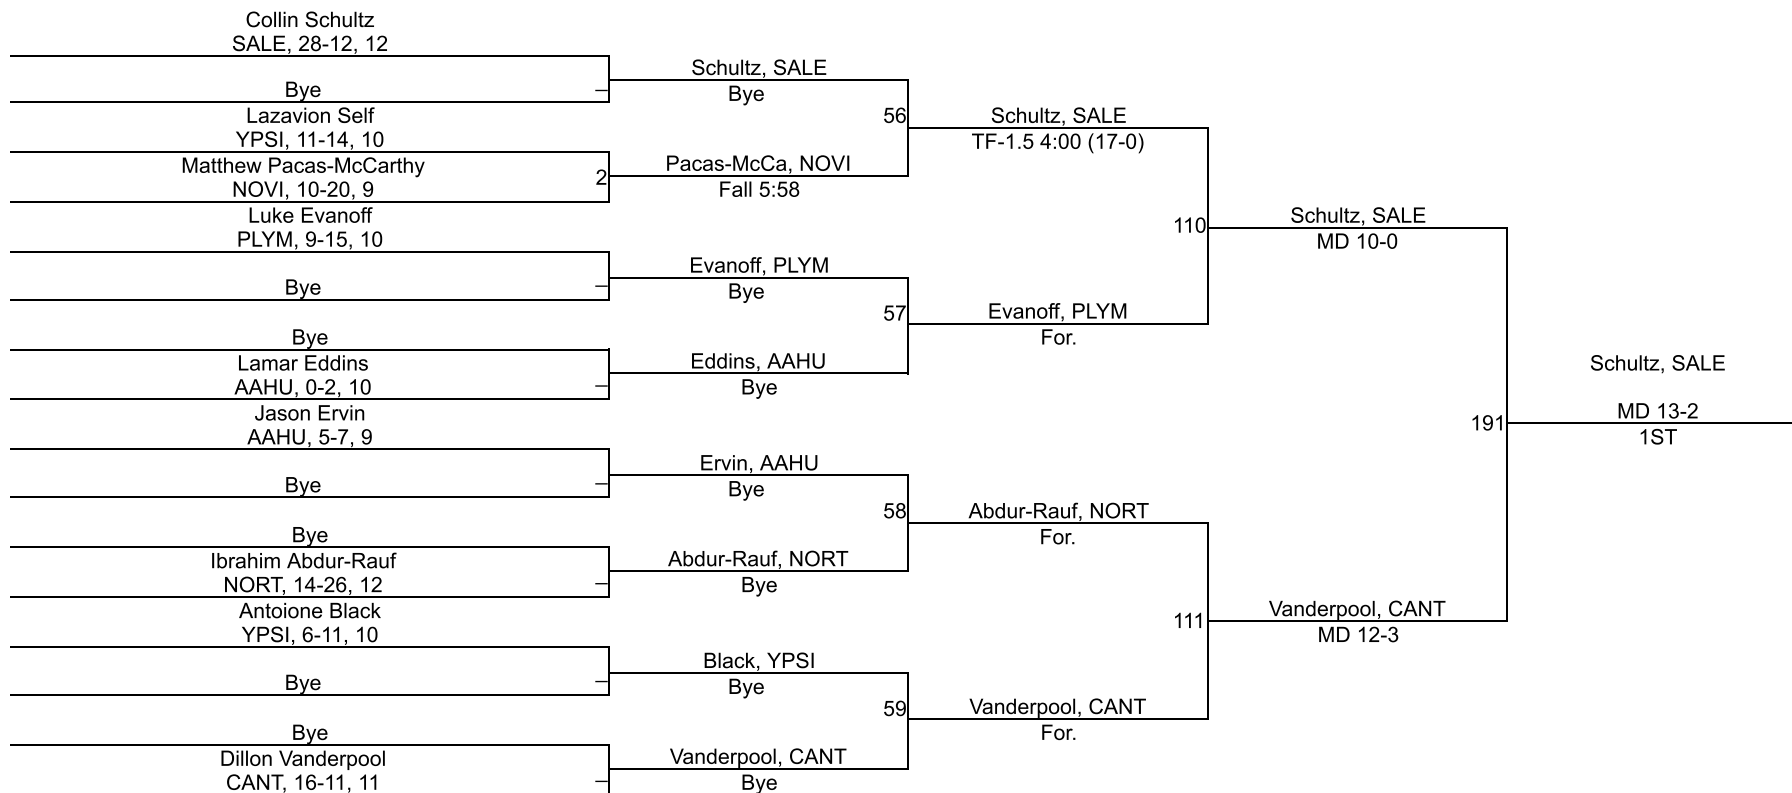 Collin Schultz
SALE, 28-12, 12
Bye
Lazavion Self
YPSI, 11-14, 10
Matthew Pacas-McCarthy
NOVI, 10-20, 9
Luke Evanoff
PLYM, 9-15, 10
Bye
Bye
Lamar Eddins
AAHU, 0-2, 10
Jason Ervin
AAHU, 5-7, 9
Bye
Bye
Ibrahim Abdur-Rauf
NORT, 14-26, 12
Antoione Black
YPSI, 6-11, 10
Bye
Bye
Dillon Vanderpool
CANT, 16-11, 11
–
2
–
–
–
–
–
–
Schultz, SALE
Bye
Pacas-McCa, NOVI
Fall 5:58
Evanoff, PLYM
Bye
Eddins, AAHU
Bye
Ervin, AAHU
Bye
Abdur-Rauf, NORT
Bye
Black, YPSI
Bye
Vanderpool, CANT
Bye
56
57
58
59
Schultz, SALE
TF-1.5 4:00 (17-0)
Evanoff, PLYM
For.
Abdur-Rauf, NORT
For.
Vanderpool, CANT
For.
110
111
Schultz, SALE
MD 10-0
Vanderpool, CANT
MD 12-3
191
Schultz, SALE
MD 13-2
1ST